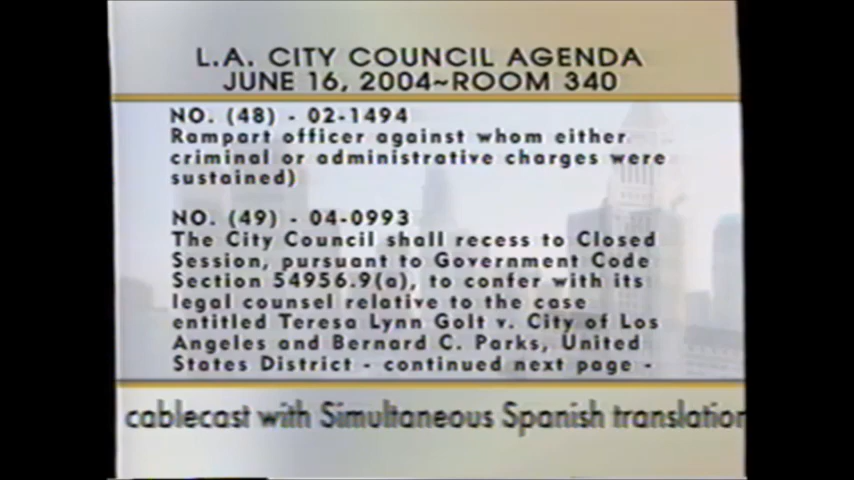 L.A. CITY COUNCIL AGENDA
JUNE 16, 2004~ROOM 340
NO. (48) - 02-1494
Rampart officer against whom either
criminal or administrative charges were
sustained)
NO. (49) - 04-0993
The City Council shall recess to Closed
Session, pursuant to Government Code
Section 54956.9(a), to confer with its
legal counsel relative to the case
entitled Teresa Lynn Golt v. City of Los
Angeles and Bernard C. Parks, United
States District - continued next page -
cablecast with Simultaneous Spanish translation